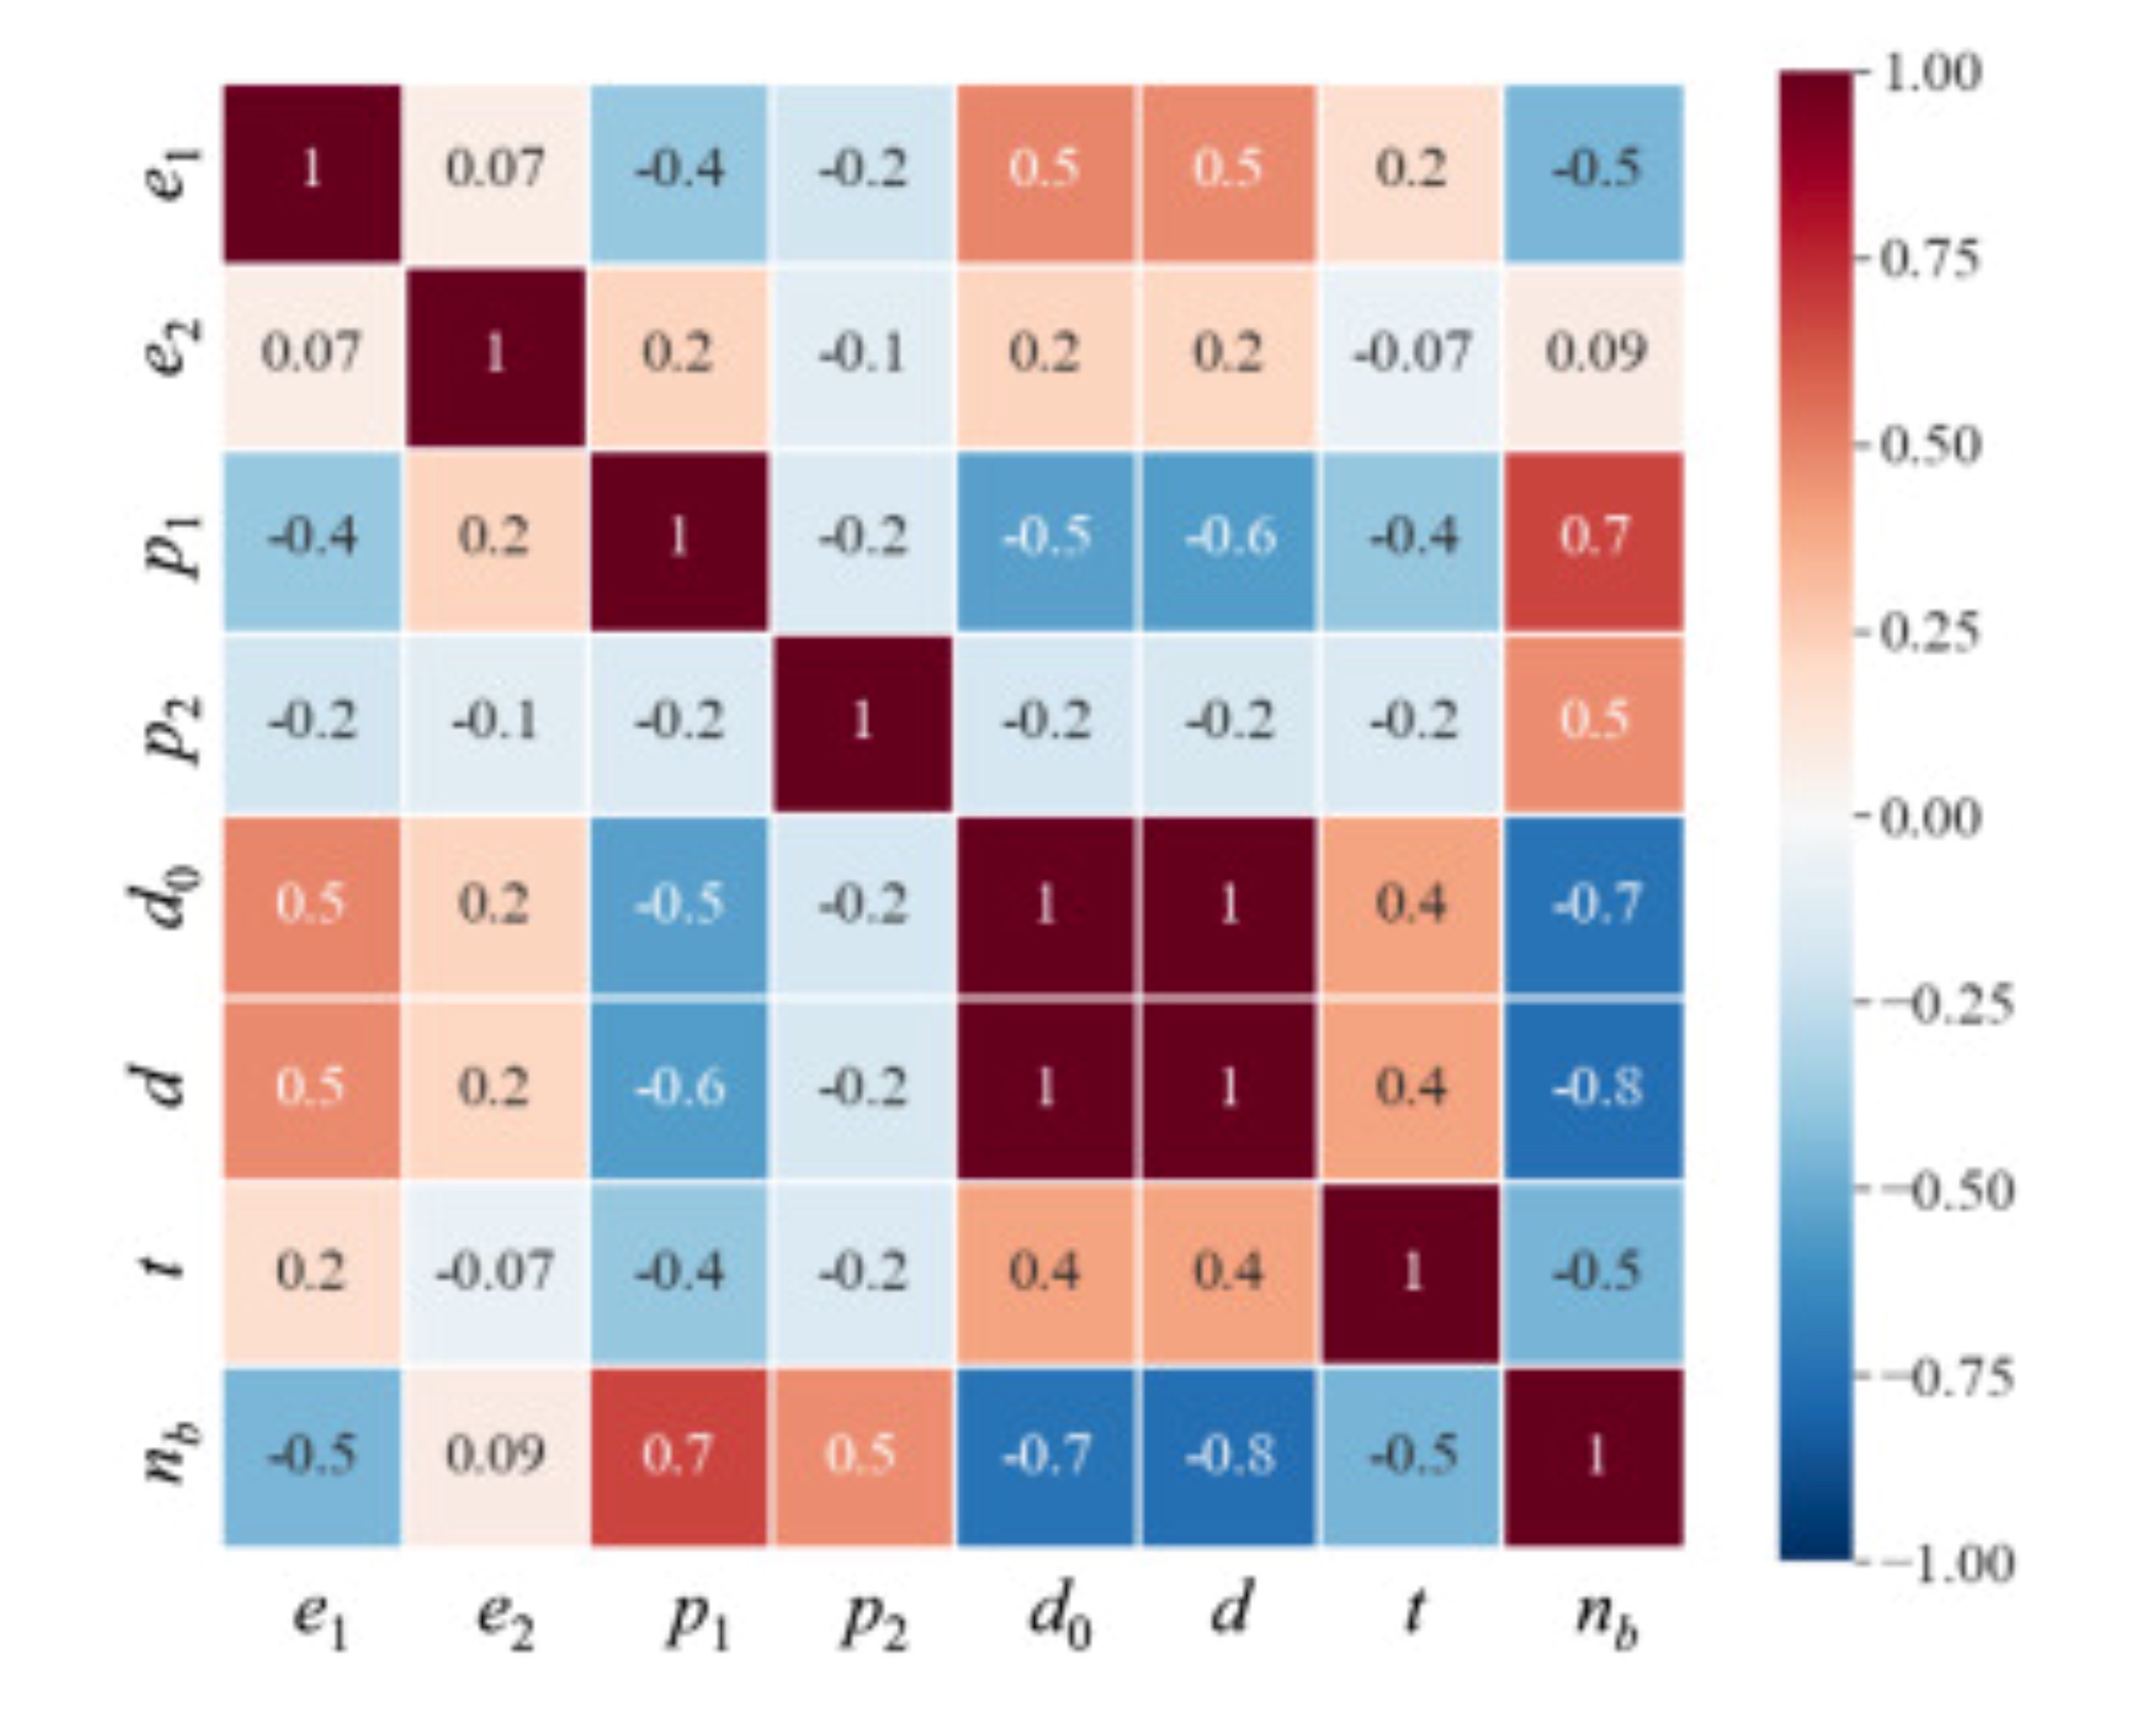 e₁ 1 0.07 -0.4 -0.2 0.5 0.5 0.2 -0.5
e₂ 0.07 1 0.2 -0.1 0.2 0.2 -0.07 0.09
p₁ -0.4 0.2 1 -0.2 -0.5 -0.6 -0.4 0.7
p₂ -0.2 -0.1 -0.2 1 -0.2 -0.2 -0.2 0.5
d₀ 0.5 0.2 -0.5 -0.2 1 1 0.4 -0.7
d 0.5 0.2 -0.6 -0.2 1 1 0.4 -0.8
t 0.2 -0.07 -0.4 -0.2 0.4 0.4 1 -0.5
n_b -0.5 0.09 0.7 0.5 -0.7 -0.8 -0.5 1
e₁ e₂ p₁ p₂ d₀ d t n_b
1.00
0.75
0.50
0.25
0.00
−0.25
−0.50
−0.75
−1.00